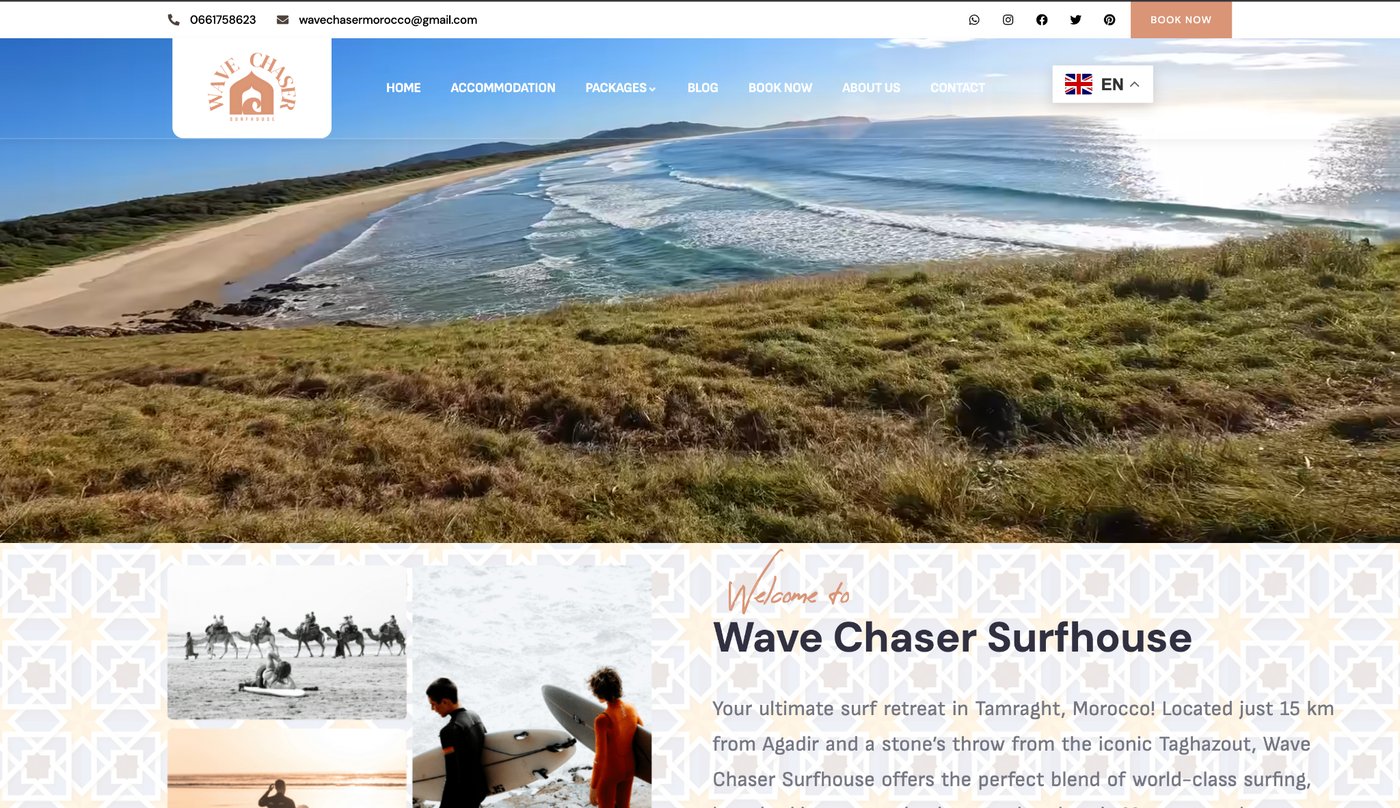 0661758623
wavechasermorocco@gmail.com
BOOK NOW
WAVE CHASER
SURFHOUSE
HOME
ACCOMMODATION
PACKAGES
BLOG
BOOK NOW
ABOUT US
CONTACT
EN
Welcome to
Wave Chaser Surfhouse
Your ultimate surf retreat in Tamraght, Morocco! Located just 15 km
from Agadir and a stone’s throw from the iconic Taghazout, Wave
Chaser Surfhouse offers the perfect blend of world-class surfing,